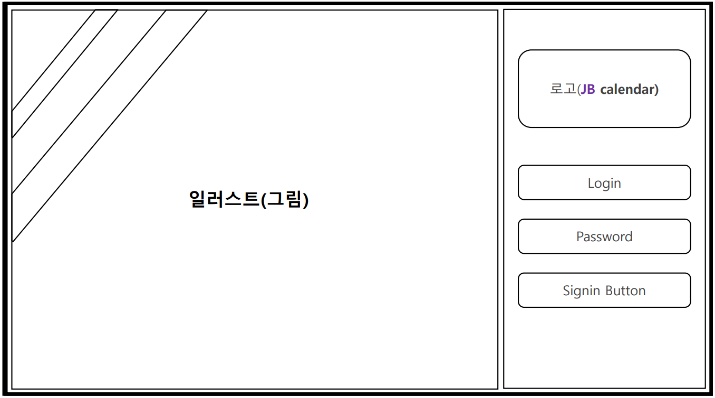 일러스트(그림)
로고(JB calendar)
Login
Password
Signin Button